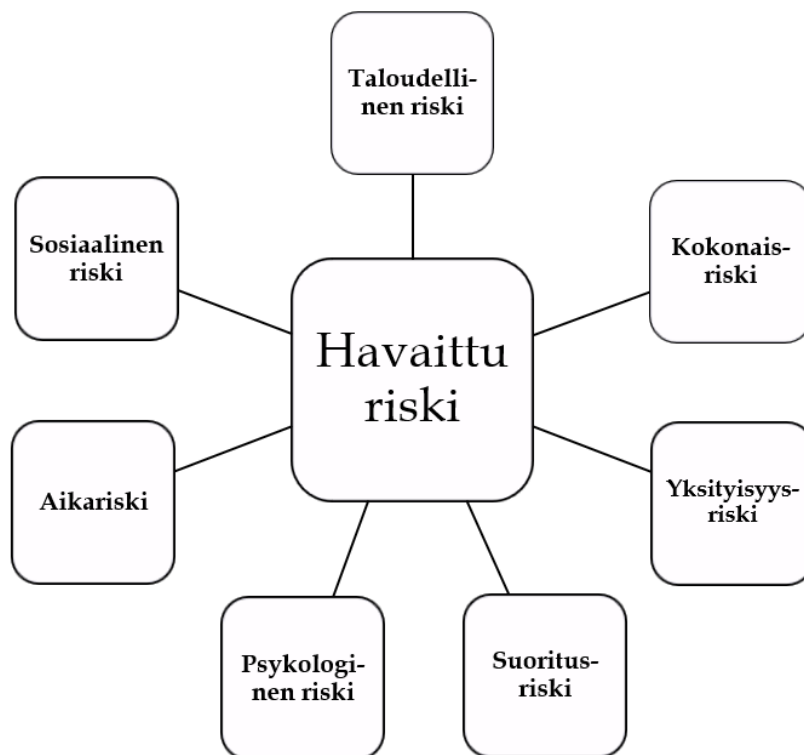 Taloudelli-
nen riski
Sosiaalinen
riski
Kokonais-
riski
Havaittu
riski
Aikariski
Yksityisyys-
riski
Psykologi-
nen riski
Suoritus-
riski